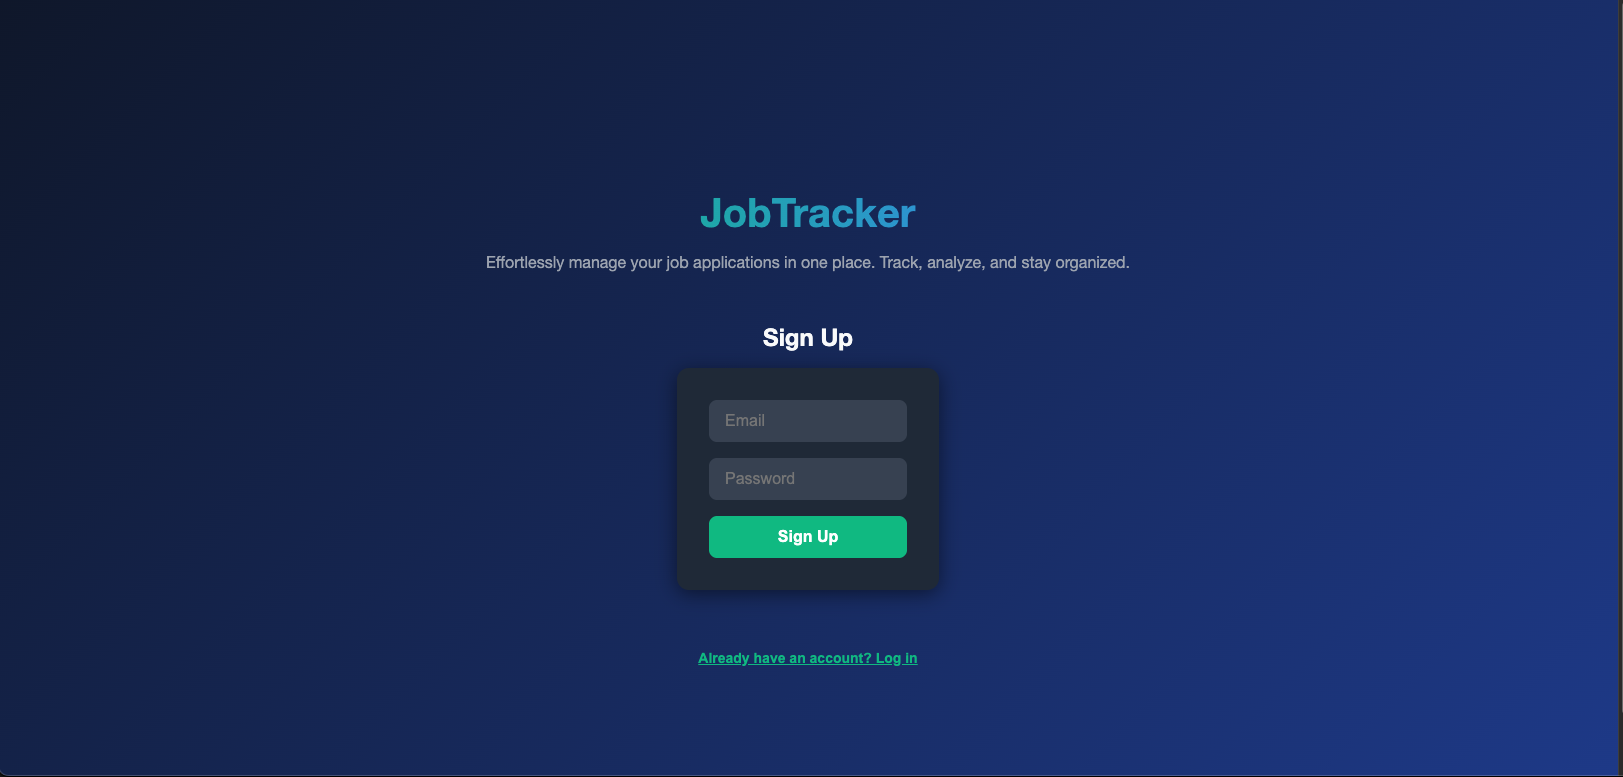 JobTracker
Effortlessly manage your job applications in one place. Track, analyze, and stay organized.
Sign Up
Email
Password
Sign Up
Already have an account? Log in